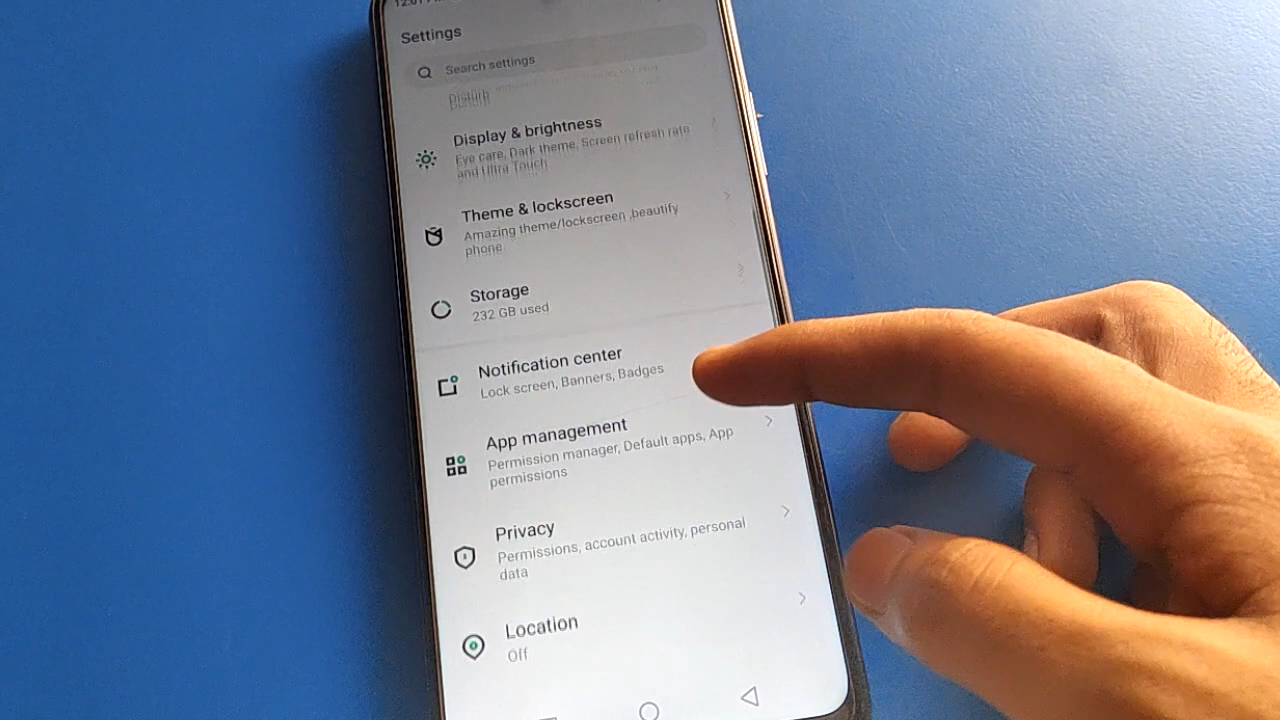 Settings
Search settings
Disturb
Display & brightness
Eye care, Dark theme, Screen refresh rate
and Ultra Touch
Theme & lockscreen
Amazing theme/lockscreen ,beautify
phone
Storage
232 GB used
Notification center
Lock screen, Banners, Badges
App management
Permission manager, Default apps, App
permissions
Privacy
Permissions, account activity, personal
data
Location
Off